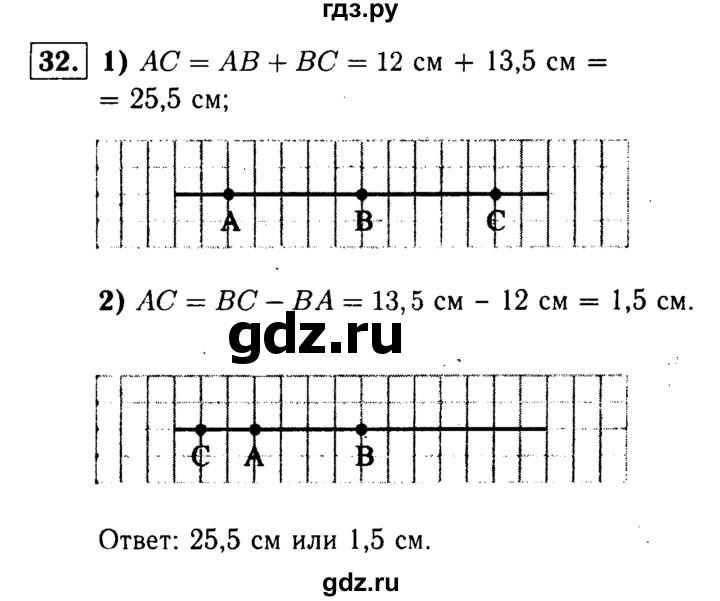 гдз.ру
32. 1) AC = AB + BC = 12 см + 13,5 см =
= 25,5 см;
A B C
2) AC = BC − BA = 13,5 см − 12 см = 1,5 см.
gdz.ru
C A B
Ответ: 25,5 см или 1,5 см.
gdz.ru